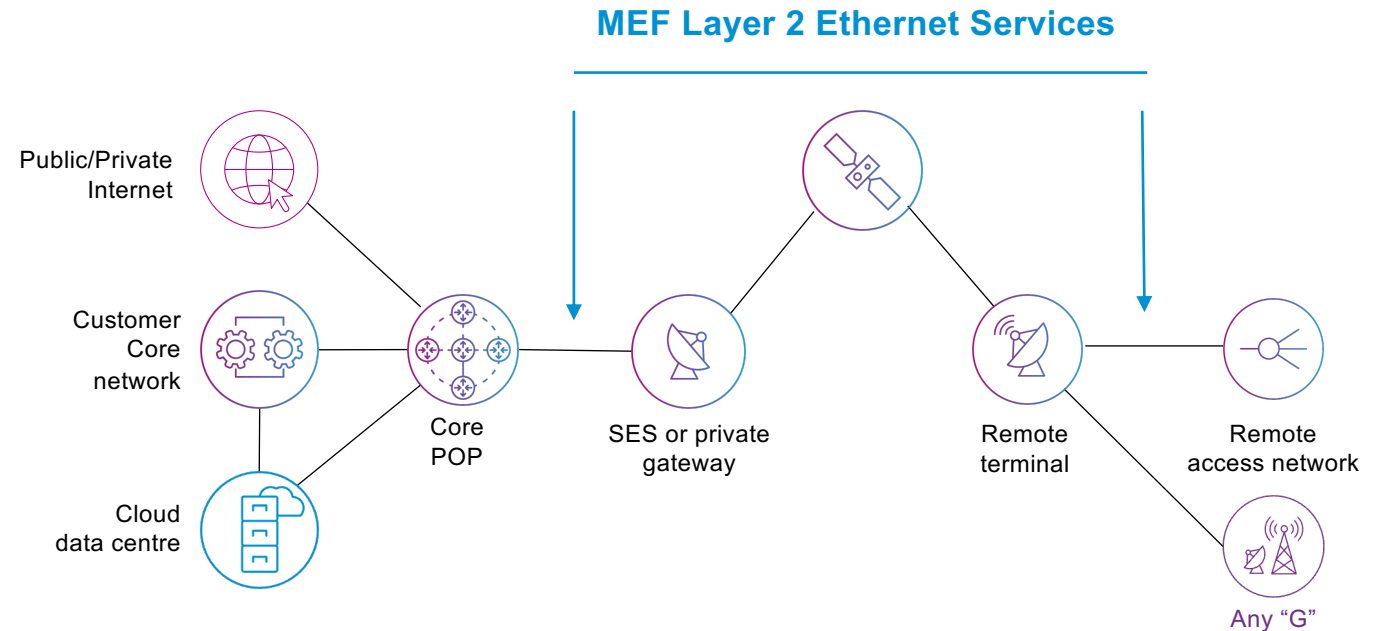 MEF Layer 2 Ethernet Services
Public/Private
Internet
Customer
Core
network
Core
POP
SES or private
gateway
Remote
terminal
Remote
access network
Cloud
data centre
Any “G”